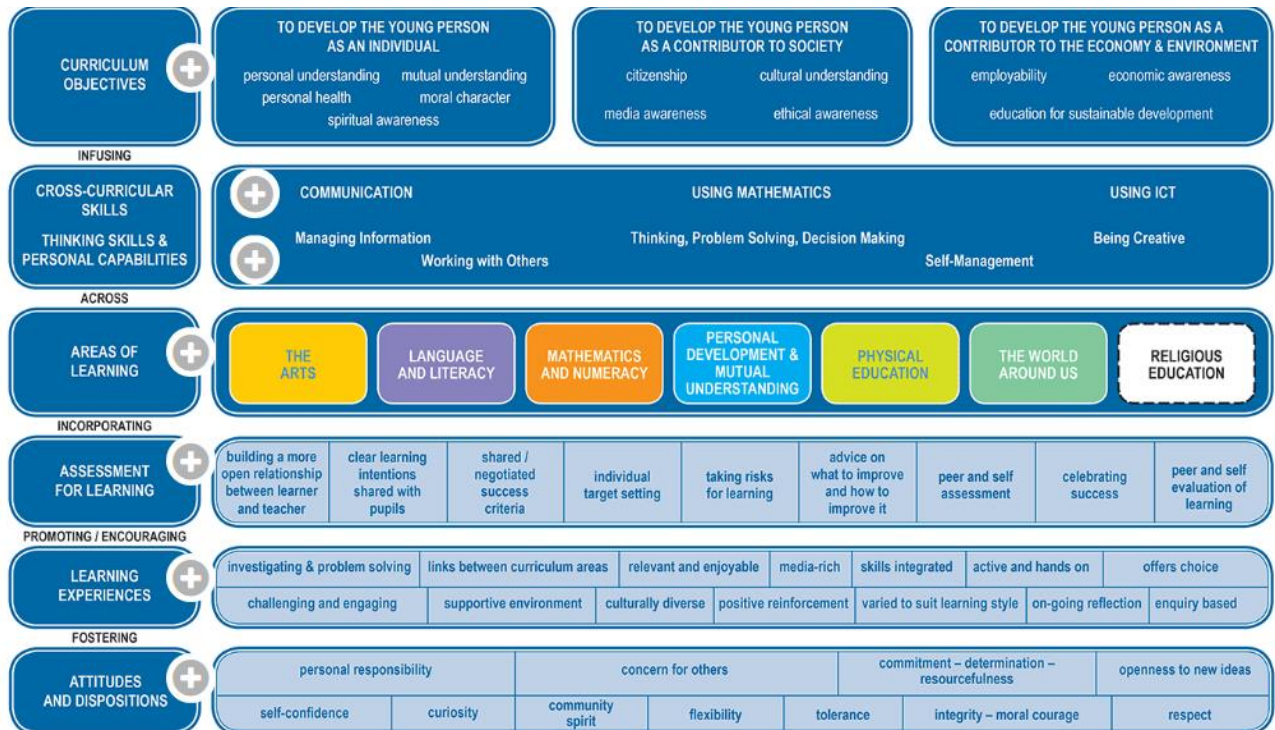 CURRICULUM
OBJECTIVES
TO DEVELOP THE YOUNG PERSON
AS AN INDIVIDUAL
personal understanding mutual understanding
personal health moral character
spiritual awareness
TO DEVELOP THE YOUNG PERSON
AS A CONTRIBUTOR TO SOCIETY
citizenship cultural understanding
media awareness ethical awareness
TO DEVELOP THE YOUNG PERSON AS A
CONTRIBUTOR TO THE ECONOMY & ENVIRONMENT
employability economic awareness
education for sustainable development
INFUSING
CROSS-CURRICULAR
SKILLS
THINKING SKILLS &
PERSONAL CAPABILITIES
COMMUNICATION USING MATHEMATICS USING ICT
Managing Information Thinking, Problem Solving, Decision Making Being Creative
Working with Others Self-Management
ACROSS
AREAS OF
LEARNING
THE
ARTS
LANGUAGE
AND LITERACY
MATHEMATICS
AND NUMERACY
PERSONAL
DEVELOPMENT &
MUTUAL
UNDERSTANDING
PHYSICAL
EDUCATION
THE WORLD
AROUND US
RELIGIOUS
EDUCATION
INCORPORATING
ASSESSMENT
FOR LEARNING
building a more
open relationship
between learner
and teacher
clear learning
intentions
shared with
pupils
shared /
negotiated
success
criteria
individual
target setting
taking risks
for learning
advice on
what to improve
and how to
improve it
peer and self
assessment
celebrating
success
peer and self
evaluation of
learning
PROMOTING / ENCOURAGING
LEARNING
EXPERIENCES
investigating & problem solving links between curriculum areas relevant and enjoyable media-rich skills integrated active and hands on offers choice
challenging and engaging supportive environment culturally diverse positive reinforcement varied to suit learning style on-going reflection enquiry based
FOSTERING
ATTITUDES
AND DISPOSITIONS
personal responsibility
concern for others
commitment – determination –
resourcefulness
openness to new ideas
self-confidence
curiosity
community
spirit
flexibility
tolerance
integrity – moral courage
respect